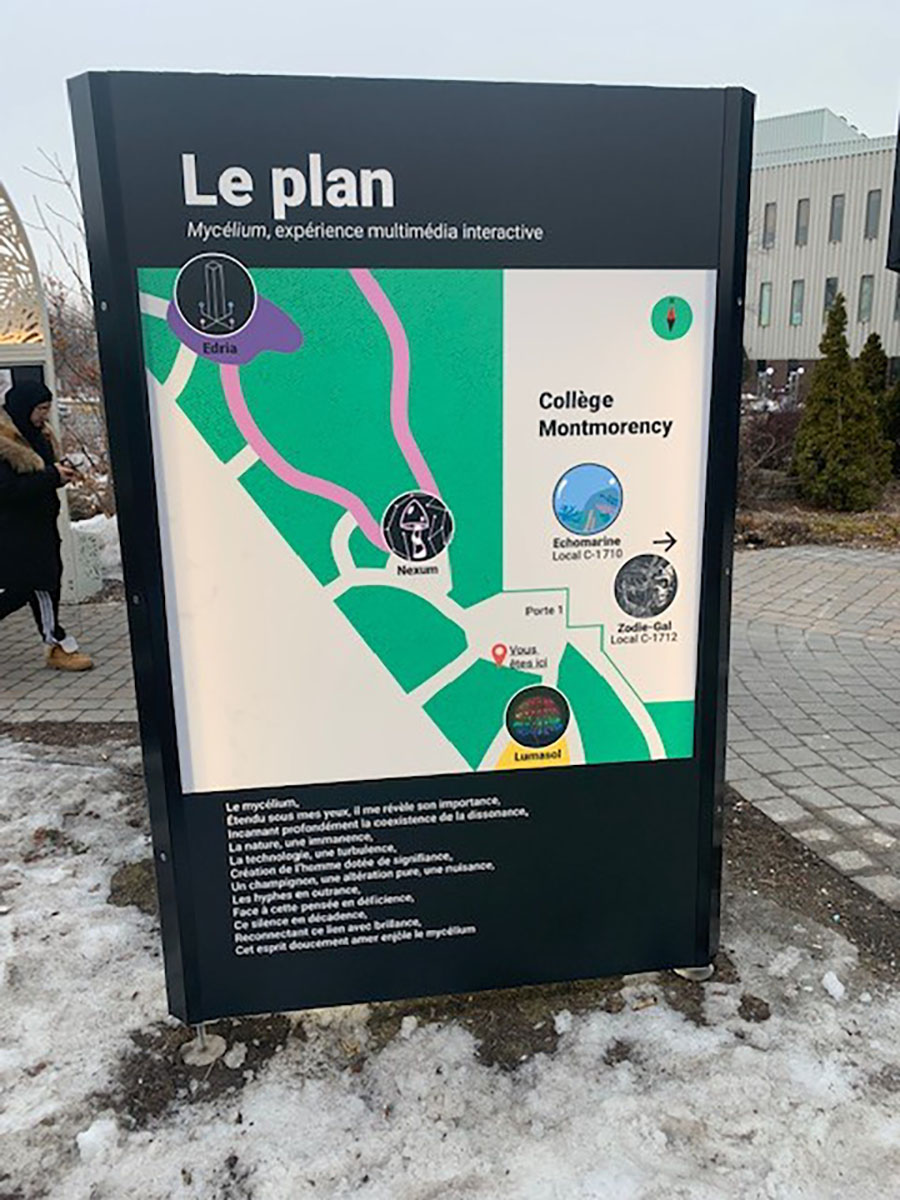 Le plan
Mycélium, expérience multimédia interactive
N
Edria
Collège
Montmorency
Echomarine
Local C-1710
Nexum
Porte 1
Zodie-Gal
Local C-1712
Vous
êtes ici
Lumasol
Le mycélium,
Étendu sous mes yeux, il me révèle son importance,
Incarnant profondément la coexistence de la dissonance,
La nature, une immanence,
La technologie, une turbulence,
Création de l'homme dotée de signifiance,
Un champignon, une altération pure, une nuisance,
Les hyphes en outrance,
Face à cette pensée en déficience,
Ce silence en décadence,
Reconnectant ce lien avec brillance,
Cet esprit doucement amer enjôle le mycélium